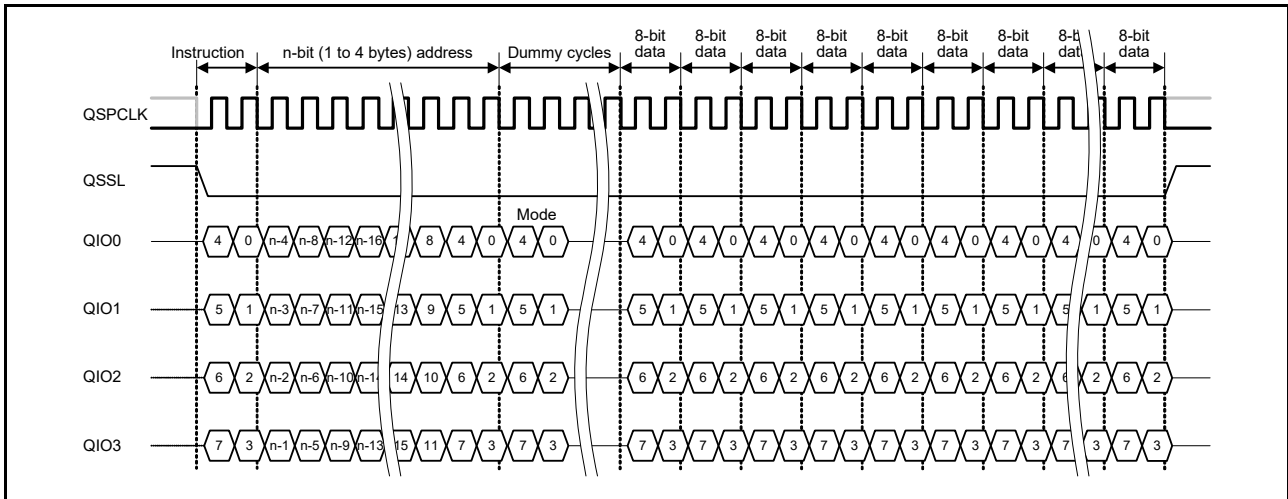 8-bit 8-bit 8-bit 8-bit 8-bit 8-bit 8-bit 8-bit
Instruction n-bit (1 to 4 bytes) address Dummy cycles data data data data data data data data
QSPCLK
QSSL
Mode
QIO0 4 0 n-4 n-8 n-12 n-16 8 4 0 4 0 4 0 4 0 4 0 4 0 4 0 4 0 4 0 4 0 4 0
QIO1 5 1 n-3 n-7 n-11 n-15 13 9 5 1 5 1 5 1 5 1 5 1 5 1 5 1 5 1 5 1 5 1 5 1
QIO2 6 2 n-2 n-6 n-10 n-14 14 10 6 2 6 2 6 2 6 2 6 2 6 2 6 2 6 2 6 2 6 2 6 2
QIO3 7 3 n-1 n-5 n-9 n-13 15 11 7 3 7 3 7 3 7 3 7 3 7 3 7 3 7 3 7 3 7 3 7 3